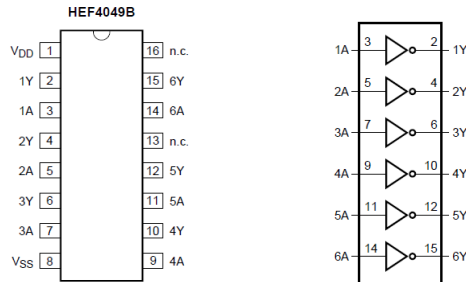 HEF4049B
VDD 1 16 n.c.
1Y 2 15 6Y
1A 3 14 6A
2Y 4 13 n.c.
2A 5 12 5Y
3Y 6 11 5A
3A 7 10 4Y
VSS 8 9 4A
1A 3 2 1Y
2A 5 4 2Y
3A 7 6 3Y
4A 9 10 4Y
5A 11 12 5Y
6A 14 15 6Y